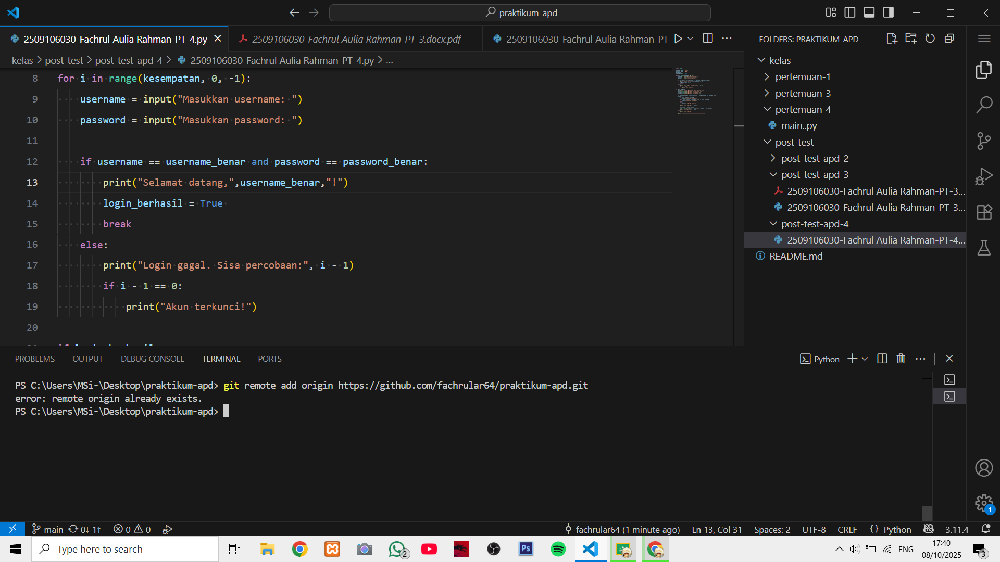 praktikum-apd
2509106030-Fachrul Aulia Rahman-PT-4.py
2509106030-Fachrul Aulia Rahman-PT-3.docx.pdf
2509106030-Fachrul Aulia Rahman-PT
kelas > post-test > post-test-apd-4 > 2509106030-Fachrul Aulia Rahman-PT-4.py > ...
8 for i in range(kesempatan, 0, -1):
9 username = input("Masukkan username: ")
10 password = input("Masukkan password: ")
11
12 if username == username_benar and password == password_benar:
13 print("Selamat datang,",username_benar,"!")
14 login_berhasil = True
15 break
16 else:
17 print("Login gagal. Sisa percobaan:", i - 1)
18 if i - 1 == 0:
19 print("Akun terkunci!")
20
FOLDERS: PRAKTIKUM-APD
kelas
pertemuan-1
pertemuan-3
pertemuan-4
main..py
post-test
post-test-apd-2
post-test-apd-3
2509106030-Fachrul Aulia Rahman-PT-3...
2509106030-Fachrul Aulia Rahman-PT-3...
post-test-apd-4
2509106030-Fachrul Aulia Rahman-PT-4...
README.md
PROBLEMS OUTPUT DEBUG CONSOLE TERMINAL PORTS
Python
PS C:\Users\MSi-\Desktop\praktikum-apd> git remote add origin https://github.com/fachrular64/praktikum-apd.git
error: remote origin already exists.
PS C:\Users\MSi-\Desktop\praktikum-apd>
1
main 0↓ 1↑ 0 0
fachrular64 (1 minute ago) Ln 13, Col 31 Spaces: 2 UTF-8 CRLF {} Python 3.11.4
Type here to search
2
Ps
ENG
17:40
08/10/2025
3